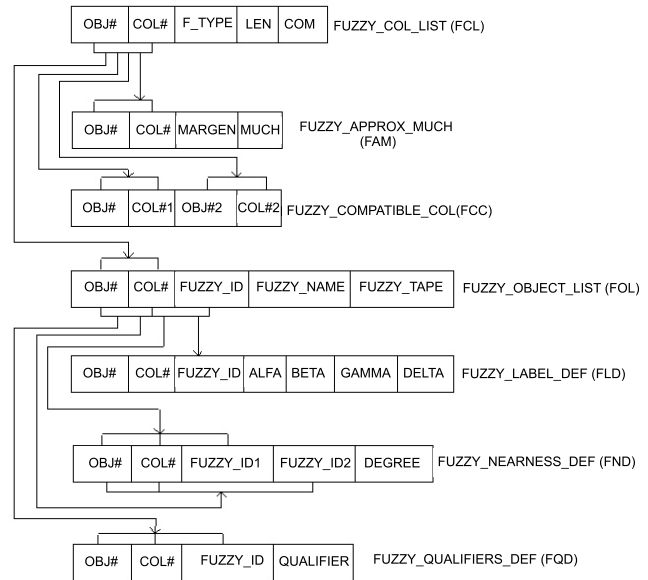 OBJ# COL# F_TYPE LEN COM FUZZY_COL_LIST (FCL)
OBJ# COL# MARGEN MUCH FUZZY_APPROX_MUCH
(FAM)
OBJ# COL#1 OBJ#2 COL#2 FUZZY_COMPATIBLE_COL(FCC)
OBJ# COL# FUZZY_ID FUZZY_NAME FUZZY_TAPE FUZZY_OBJECT_LIST (FOL)
OBJ# COL# FUZZY_ID ALFA BETA GAMMA DELTA FUZZY_LABEL_DEF (FLD)
OBJ# COL# FUZZY_ID1 FUZZY_ID2 DEGREE FUZZY_NEARNESS_DEF (FND)
OBJ# COL# FUZZY_ID QUALIFIER FUZZY_QUALIFIERS_DEF (FQD)